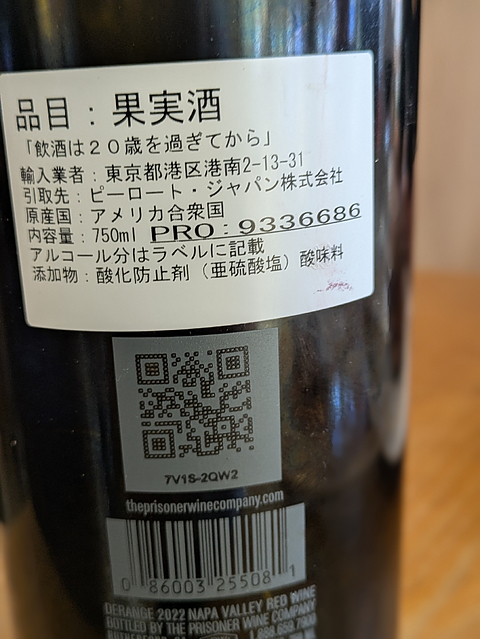 品目：果実酒
「飲酒は２０歳を過ぎてから」
輸入業者：東京都港区港南2-13-31
引取先：ピーロート・ジャパン株式会社
原産国：アメリカ合衆国
内容量：750ml PRO：9336686
アルコール分はラベルに記載
添加物：酸化防止剤（亜硫酸塩）酸味料
7V1S-2QW2
theprisonerwinecompany.com
0 86003 25508 1
DERANGE 2022 NAPA VALLEY RED WINE
BOTTLED BY THE PRISONER WINE COMPANY